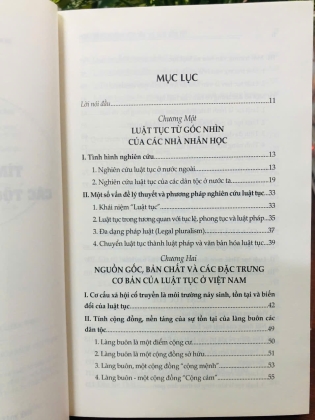 MỤC LỤC
Lời nói đầu.....11
Chương Một
LUẬT TỤC TỪ GÓC NHÌN
CỦA CÁC NHÀ NHÂN HỌC
I. Tình hình nghiên cứu.....13
1. Nghiên cứu luật tục ở nước ngoài.....13
2. Nghiên cứu luật tục của các dân tộc ở nước ta.....19
II. Một số vấn đề lý thuyết và phương pháp nghiên cứu luật tục.....33
1. Khái niệm "Luật tục".....33
2. Luật tục trong tương quan với tục lệ, phong tục và luật pháp.....35
3. Đa dạng pháp luật (Legal pluralism).....37
4. Chuyển luật tục thành luật pháp và văn bản hóa luật tục.....39
Chương Hai
NGUỒN GỐC, BẢN CHẤT VÀ CÁC ĐẶC TRƯNG
CƠ BẢN CỦA LUẬT TỤC Ở VIỆT NAM
I. Cơ cấu xã hội cổ truyền là môi trường nảy sinh, tồn tại và biến
đổi của luật tục.....42
II. Tính cộng đồng, nền tảng của sự tồn tại của làng buôn các
dân tộc.....49
1. Làng buôn là một điểm cộng cư.....50
2. Làng buôn là một cộng đồng sở hữu.....51
3. Làng buôn, một cộng đồng "cộng mệnh".....53
4. Làng buôn - một cộng đồng "Cộng cảm".....55